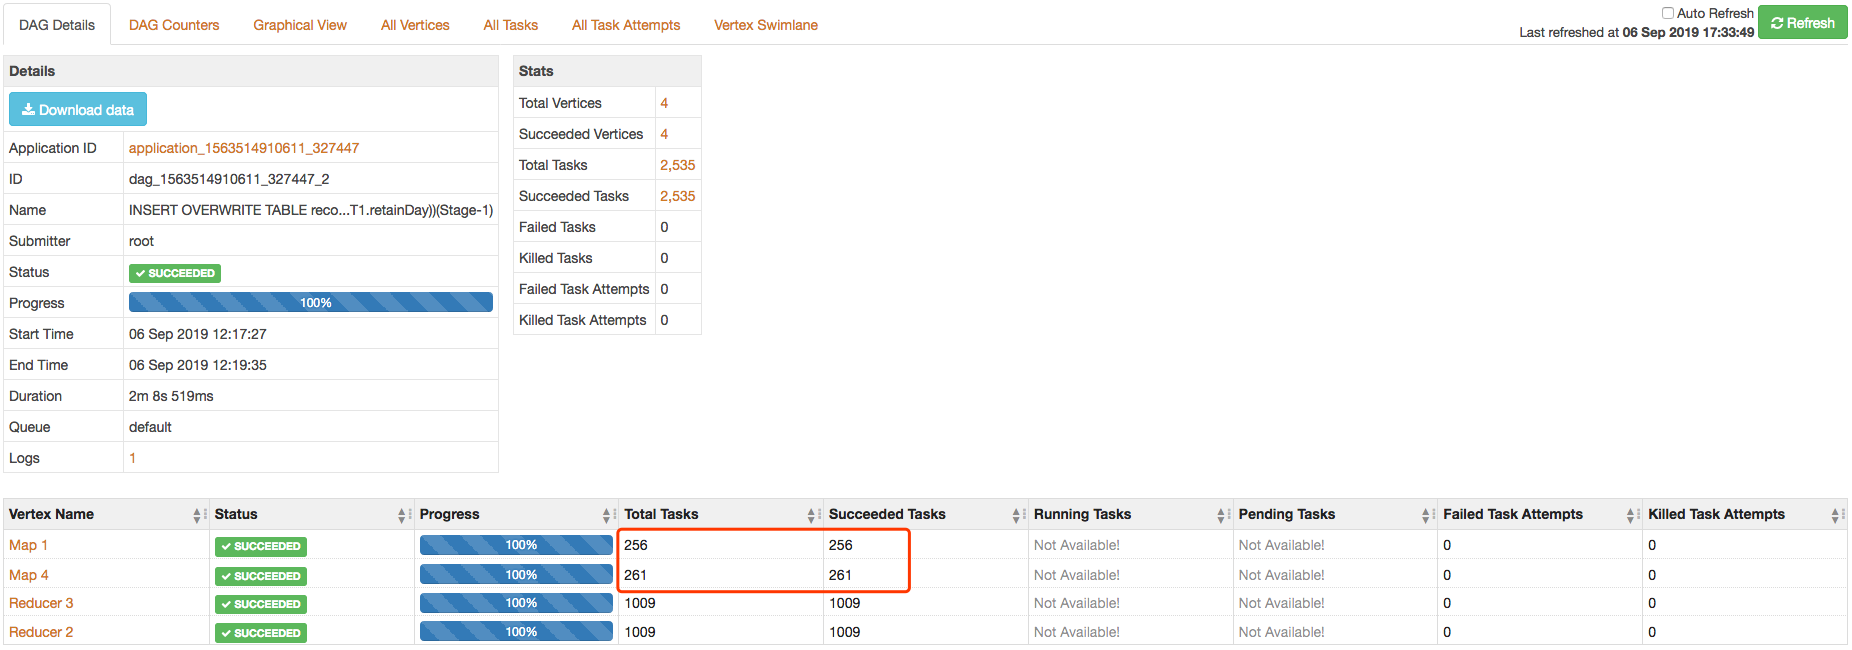 DAG Details DAG Counters Graphical View All Vertices All Tasks All Task Attempts Vertex Swimlane
Auto Refresh
Last refreshed at 06 Sep 2019 17:33:49
Refresh
Details
Download data
Application ID application_1563514910611_327447
ID dag_1563514910611_327447_2
Name INSERT OVERWRITE TABLE reco...T1.retainDay))(Stage-1)
Submitter root
Status SUCCEEDED
Progress 100%
Start Time 06 Sep 2019 12:17:27
End Time 06 Sep 2019 12:19:35
Duration 2m 8s 519ms
Queue default
Logs 1
Stats
Total Vertices 4
Succeeded Vertices 4
Total Tasks 2,535
Succeeded Tasks 2,535
Failed Tasks 0
Killed Tasks 0
Failed Task Attempts 0
Killed Task Attempts 0
Vertex Name Status Progress Total Tasks Succeeded Tasks Running Tasks Pending Tasks Failed Task Attempts Killed Task Attempts
Map 1 SUCCEEDED 100% 256 256 Not Available! Not Available! 0 0
Map 4 SUCCEEDED 100% 261 261 Not Available! Not Available! 0 0
Reducer 3 SUCCEEDED 100% 1009 1009 Not Available! Not Available! 0 0
Reducer 2 SUCCEEDED 100% 1009 1009 Not Available! Not Available! 0 0